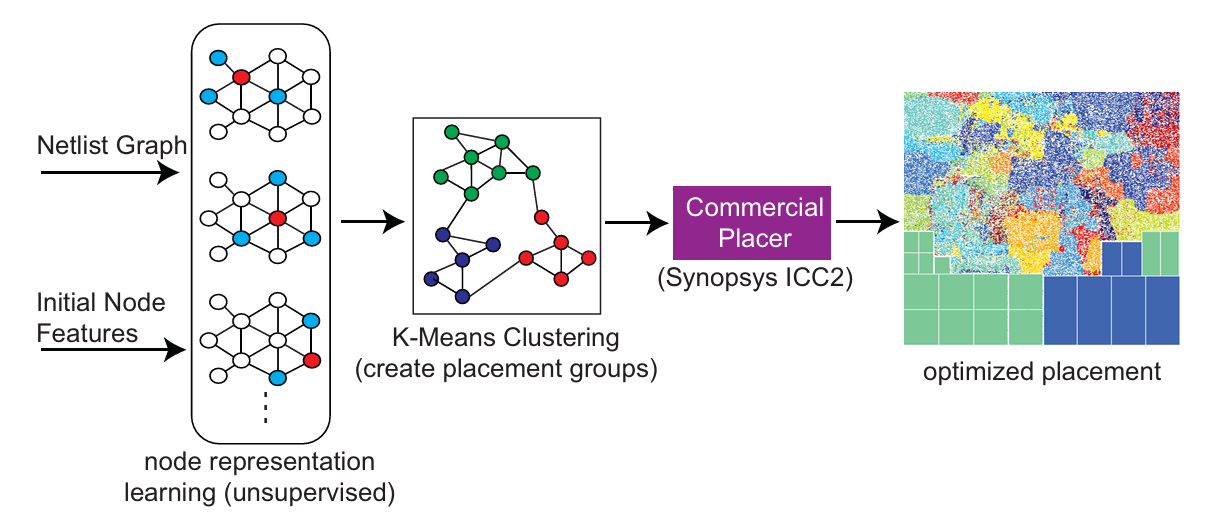 Netlist Graph
Initial Node
Features
node representation
learning (unsupervised)
K-Means Clustering
(create placement groups)
Commercial
Placer
(Synopsys ICC2)
optimized placement